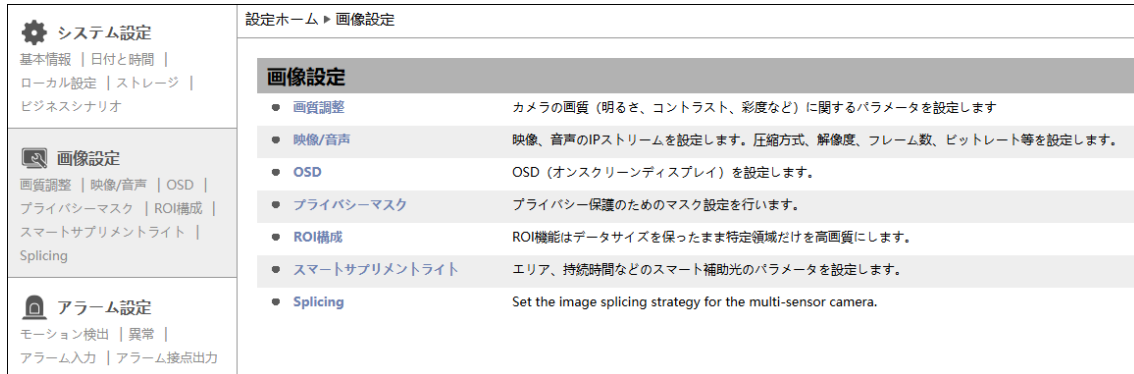 システム設定
基本情報 | 日付と時間 |
ローカル設定 | ストレージ |
ビジネスシナリオ
画像設定
画質調整 | 映像/音声 | OSD |
プライバシーマスク | ROI構成 |
スマートサプリメントライト |
Splicing
アラーム設定
モーション検出 | 異常 |
アラーム入力 | アラーム接点出力
設定ホーム ▸ 画像設定
画像設定
画質調整 カメラの画質（明るさ、コントラスト、彩度など）に関するパラメータを設定します
映像/音声 映像、音声のIPストリームを設定します。圧縮方式、解像度、フレーム数、ビットレート等を設定します。
OSD OSD（オンスクリーンディスプレイ）を設定します。
プライバシーマスク プライバシー保護のためのマスク設定を行います。
ROI構成 ROI機能はデータサイズを保ったまま特定領域だけを高画質にします。
スマートサプリメントライト エリア、持続時間などのスマート補助光のパラメータを設定します。
Splicing Set the image splicing strategy for the multi-sensor camera.